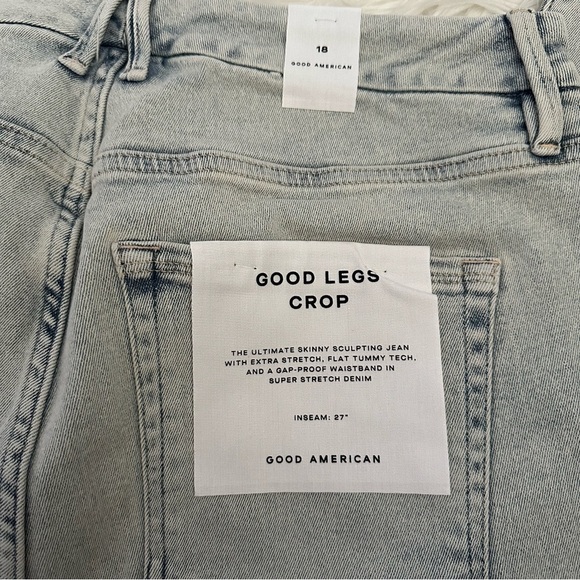 18
GOOD AMERICAN
GOOD LEGS
CROP
THE ULTIMATE SKINNY SCULPTING JEAN
WITH EXTRA STRETCH, FLAT TUMMY TECH,
AND A GAP-PROOF WAISTBAND IN
SUPER STRETCH DENIM
INSEAM: 27"
GOOD AMERICAN